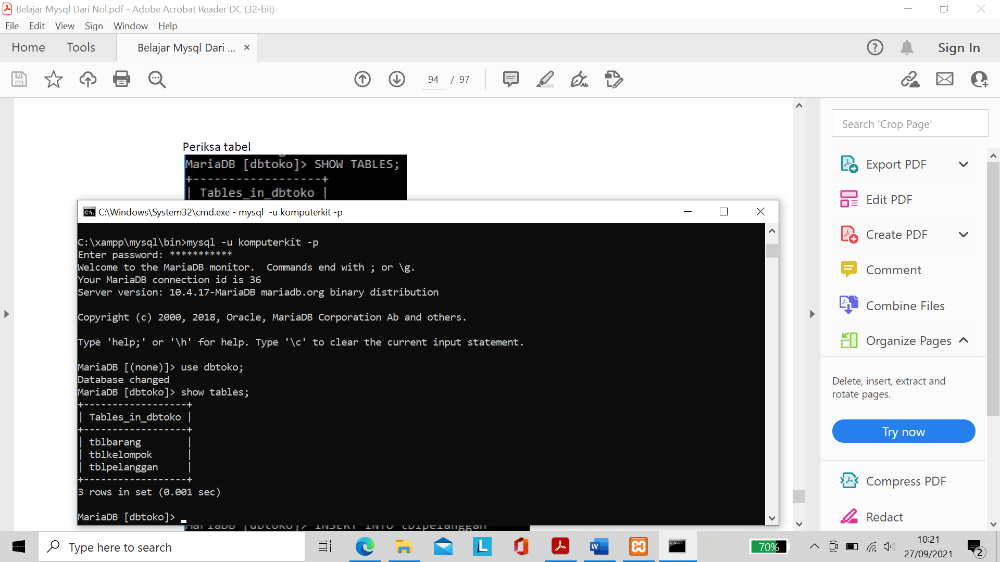 Belajar Mysql Dari Nol.pdf - Adobe Acrobat Reader DC (32-bit)
File Edit View Sign Window Help
Home Tools Belajar Mysql Dari ... × Sign In
94 / 97
Periksa tabel
MariaDB [dbtoko]> SHOW TABLES;
+------------------+
| Tables_in_dbtoko |
C:\Windows\System32\cmd.exe - mysql  -u komputerkit -p
C:\xampp\mysql\bin>mysql -u komputerkit -p
Enter password: ***********
Welcome to the MariaDB monitor.  Commands end with ; or \g.
Your MariaDB connection id is 36
Server version: 10.4.17-MariaDB mariadb.org binary distribution
Copyright (c) 2000, 2018, Oracle, MariaDB Corporation Ab and others.
Type 'help;' or '\h' for help. Type '\c' to clear the current input statement.
MariaDB [(none)]> use dbtoko;
Database changed
MariaDB [dbtoko]> show tables;
+------------------+
| Tables_in_dbtoko |
+------------------+
| tblbarang        |
| tblkelompok      |
| tblpelanggan     |
+------------------+
3 rows in set (0.001 sec)
MariaDB [dbtoko]>
MariaDB [dbtoko]> INSERT INTO tblpelanggan
Search 'Crop Page'
Export PDF
Edit PDF
Create PDF
Comment
Combine Files
Organize Pages
Delete, insert, extract and
rotate pages.
Try now
Compress PDF
Redact
Type here to search
70%
10:21
27/09/2021
2